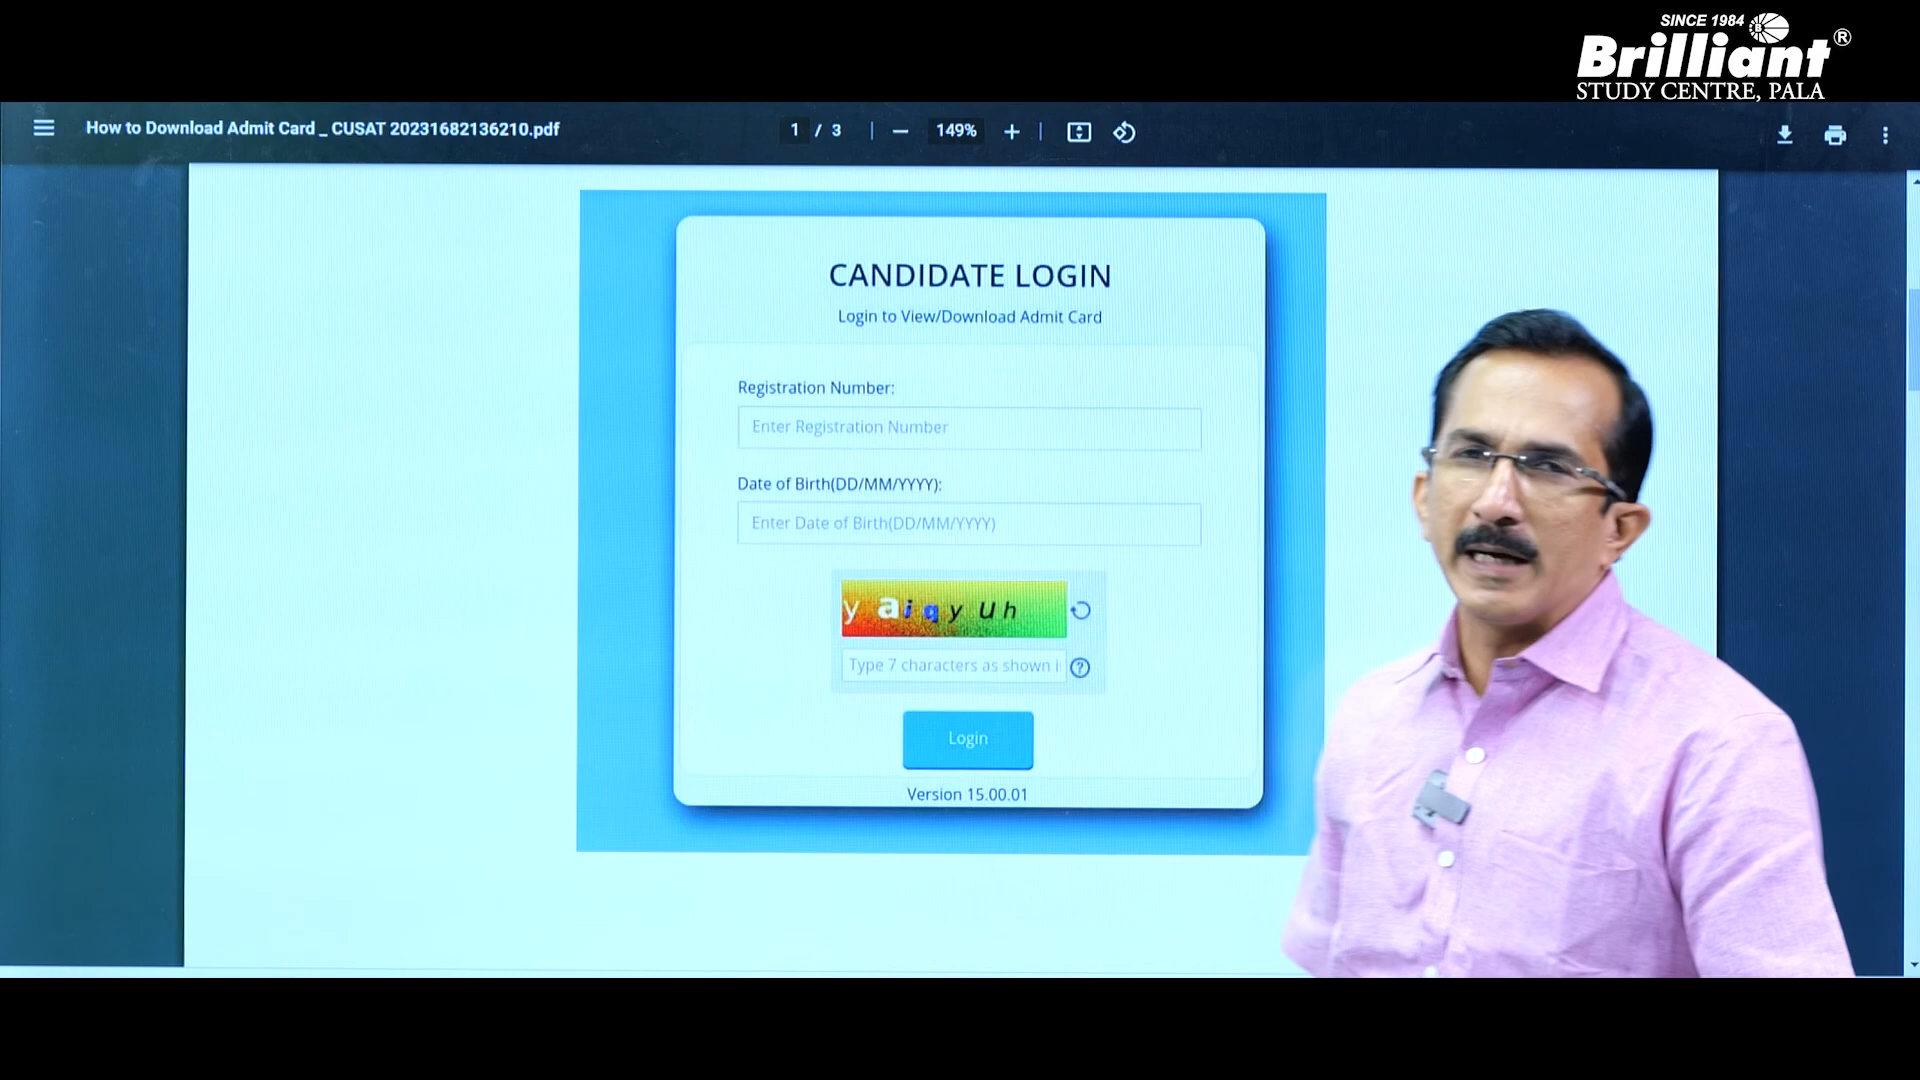 SINCE 1984
Brilliant®
STUDY CENTRE, PALA
How to Download Admit Card _ CUSAT 20231682136210.pdf
1 / 3 | — 149% + |
CANDIDATE LOGIN
Login to View/Download Admit Card
Registration Number:
Enter Registration Number
Date of Birth(DD/MM/YYYY):
Enter Date of Birth(DD/MM/YYYY)
y a i q y U h
Type 7 characters as shown i
?
Login
Version 15.00.01